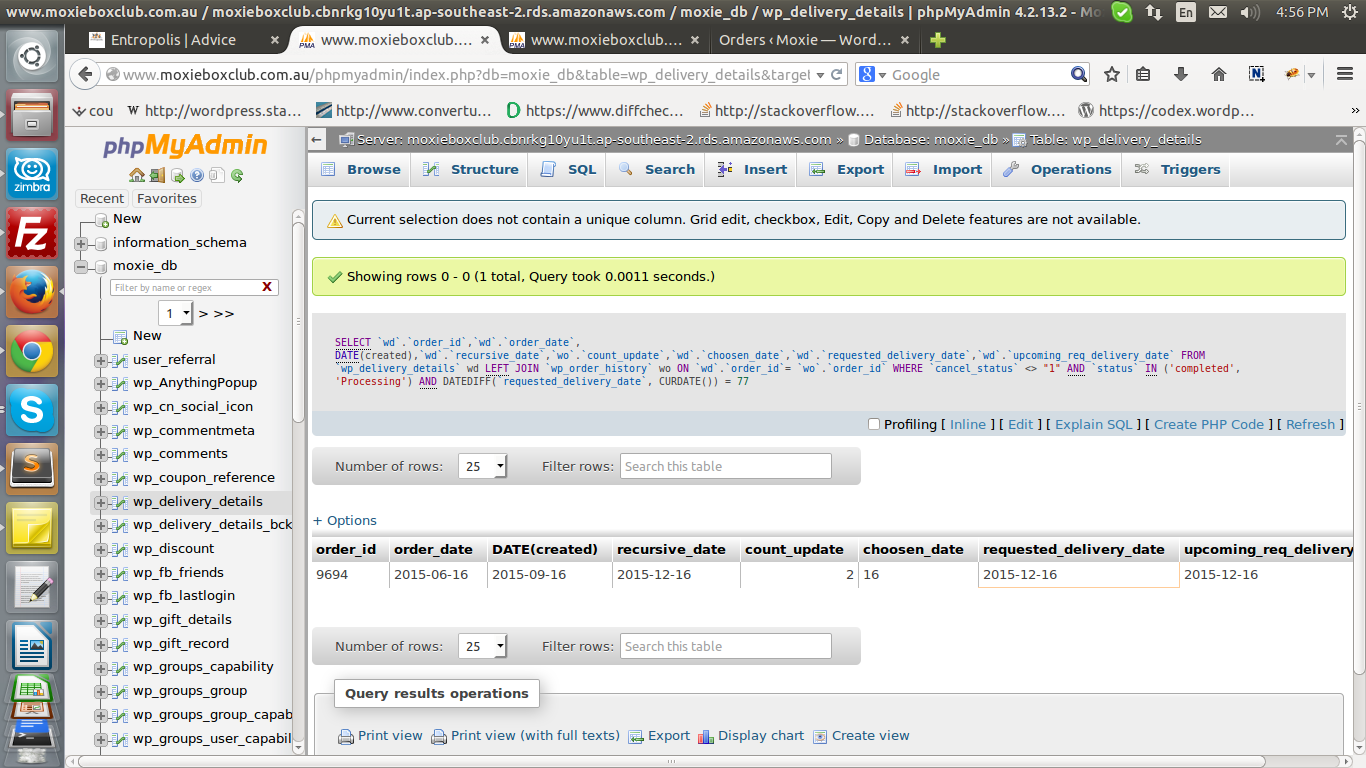 www.moxieboxclub.com.au / moxieboxclub.cbnrkg10yu1t.ap-southeast-2.rds.amazonaws.com / moxie_db / wp_delivery_details | phpMyAdmin 4.2.13.2 - Mo
En
4:56 PM
Entropolis | Advice
www.moxieboxclub....
www.moxieboxclub....
Orders ‹ Moxie — Word...
www.moxieboxclub.com.au/phpmyadmin/index.php?db=moxie_db&table=wp_delivery_details&target
Google
cou
http://wordpress.sta...
http://www.convertu...
https://www.diffchec...
http://stackoverflow....
http://stackoverflow....
https://codex.wordp...
phpMyAdmin
Recent
Favorites
New
information_schema
moxie_db
Filter by name or regex
X
1
> >>
New
user_referral
wp_AnythingPopup
wp_cn_social_icon
wp_commentmeta
wp_comments
wp_coupon_reference
wp_delivery_details
wp_delivery_details_bck
wp_discount
wp_fb_friends
wp_fb_lastlogin
wp_gift_details
wp_gift_record
wp_groups_capability
wp_groups_group
wp_groups_group_capab
wp_groups_user_capabil
zimbra
Fz
Server: moxieboxclub.cbnrkg10yu1t.ap-southeast-2.rds.amazonaws.com » Database: moxie_db » Table: wp_delivery_details
Browse
Structure
SQL
Search
Insert
Export
Import
Operations
Triggers
Current selection does not contain a unique column. Grid edit, checkbox, Edit, Copy and Delete features are not available.
Showing rows 0 - 0 (1 total, Query took 0.0011 seconds.)
SELECT `wd`.`order_id`,`wd`.`order_date`,
DATE(created),`wd`.`recursive_date`,`wo`.`count_update`,`wd`.`choosen_date`,`wd`.`requested_delivery_date`,`wd`.`upcoming_req_delivery_date` FROM
`wp_delivery_details` wd LEFT JOIN `wp_order_history` wo ON `wd`.`order_id`= `wo`.`order_id` WHERE `cancel_status` <> "1" AND `status` IN ('completed',
'Processing') AND DATEDIFF(`requested_delivery_date`, CURDATE()) = 77
Profiling [ Inline ] [ Edit ] [ Explain SQL ] [ Create PHP Code ] [ Refresh ]
Number of rows: 25 Filter rows: Search this table
+ Options
order_id order_date DATE(created) recursive_date count_update choosen_date requested_delivery_date upcoming_req_delivery
9694 2015-06-16 2015-09-16 2015-12-16 2 16 2015-12-16 2015-12-16
Number of rows: 25 Filter rows: Search this table
Query results operations
Print view
Print view (with full texts)
Export
Display chart
Create view